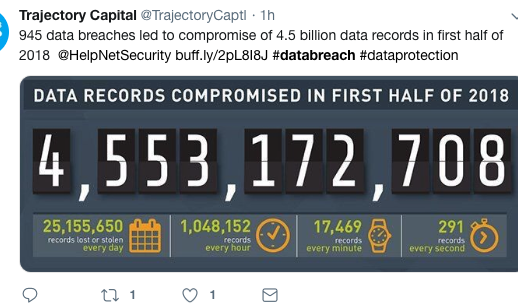 Trajectory Capital @TrajectoryCaptl · 1h
945 data breaches led to compromise of 4.5 billion data records in first half of
2018 @HelpNetSecurity buff.ly/2pL8I8J #databreach #dataprotection
DATA RECORDS COMPROMISED IN FIRST HALF OF 2018
4,553,172,708
25,155,650
records lost or stolen
every day
1,048,152
records
every hour
17,469
records
every minute
291
records
every second
1
1